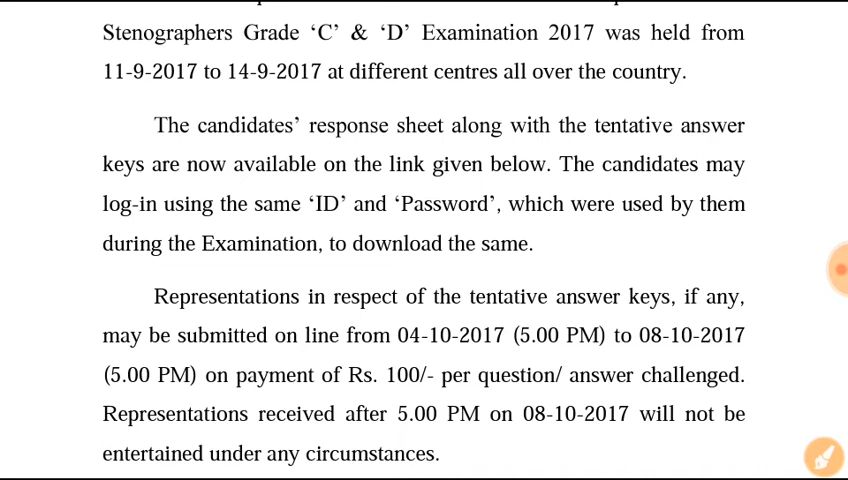 Stenographers Grade ‘C’ & ‘D’ Examination 2017 was held from
11-9-2017 to 14-9-2017 at different centres all over the country.
The candidates’ response sheet along with the tentative answer
keys are now available on the link given below. The candidates may
log-in using the same ‘ID’ and ‘Password’, which were used by them
during the Examination, to download the same.
Representations in respect of the tentative answer keys, if any,
may be submitted on line from 04-10-2017 (5.00 PM) to 08-10-2017
(5.00 PM) on payment of Rs. 100/- per question/ answer challenged.
Representations received after 5.00 PM on 08-10-2017 will not be
entertained under any circumstances.